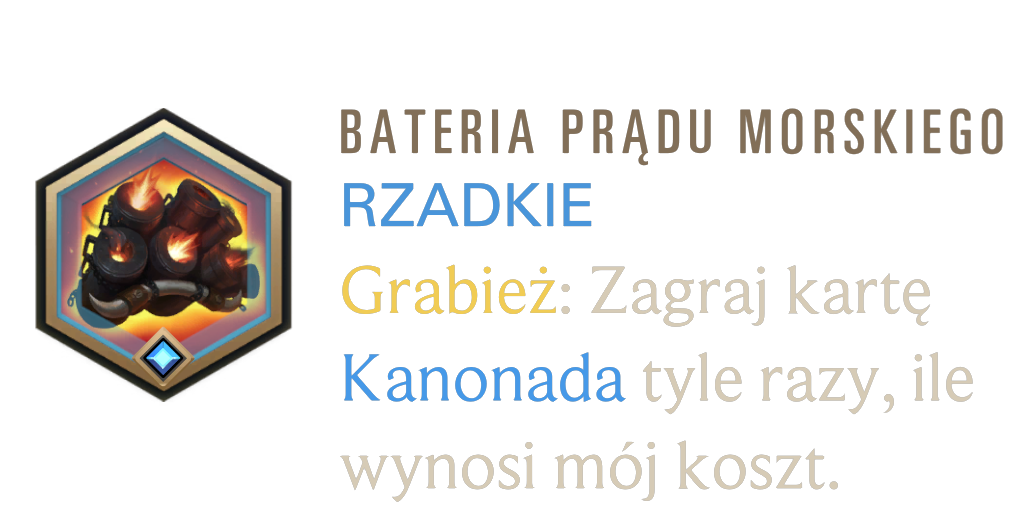 BATERIA PRĄDU MORSKIEGO
RZADKIE
Grabież: Zagraj kartę
Kanonada tyle razy, ile
wynosi mój koszt.